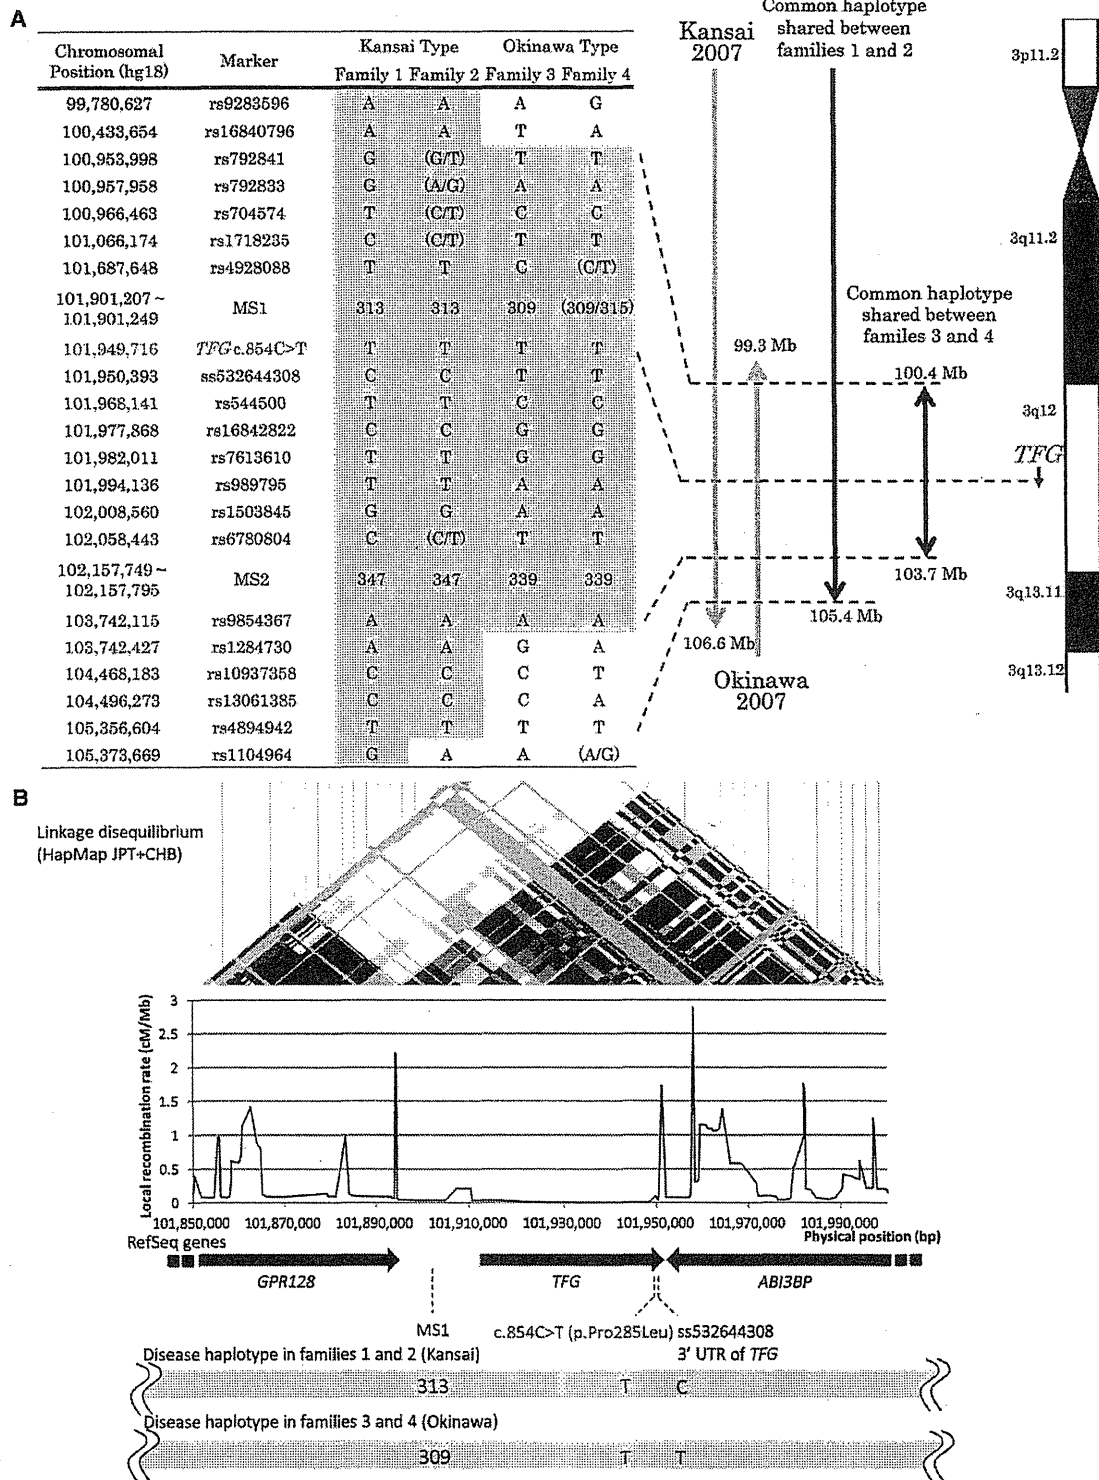 A
Chromosomal Position (hg18) Marker Kansai Type Okinawa Type
Family 1 Family 2 Family 3 Family 4
99,780,627 rs9283596 A A A G
100,433,654 rs16840796 A A T A
100,953,998 rs792841 G (G/T) T T
100,957,958 rs792833 G (A/G) A A
100,966,463 rs704574 T (C/T) C C
101,066,174 rs1718235 C (C/T) T T
101,687,648 rs4928088 T T C (C/T)
101,901,207~ 101,901,249 MS1 313 313 309 (309/315)
101,949,716 TFG c.854C>T T T T T
101,950,393 ss532644308 C C T T
101,968,141 rs544500 T T C C
101,977,868 rs16842822 C C G G
101,982,011 rs7613610 T T G G
101,994,136 rs989795 T T A A
102,008,560 rs1503845 G G A A
102,058,443 rs6780804 C (C/T) T T
102,157,749~ 102,157,795 MS2 347 347 339 339
103,742,115 rs9854367 A A A A
103,742,427 rs1284730 A A G A
104,468,183 rs10937358 C C C T
104,496,273 rs13061385 C C C A
105,356,604 rs4894942 T T T T
105,373,669 rs1104964 G A A (A/G)
Kansai
2007
Common haplotype
shared between
families 1 and 2
3p11.2
3q11.2
Common haplotype
shared between
familes 3 and 4
99.3 Mb
100.4 Mb
3q12
TFG
103.7 Mb
3q13.11
105.4 Mb
106.6 Mb
3q13.12
Okinawa
2007
B
Linkage disequilibrium
(HapMap JPT+CHB)
Local recombination rate (cM/Mb)
3
2.5
2
1.5
1
0.5
0
101,850,000 101,870,000 101,890,000 101,910,000 101,930,000 101,950,000 101,970,000 101,990,000
Physical position (bp)
RefSeq genes
GPR128 TFG ABI3BP
MS1 c.854C>T (p.Pro285Leu) ss532644308
3' UTR of TFG
Disease haplotype in families 1 and 2 (Kansai)
313 T C
Disease haplotype in families 3 and 4 (Okinawa)
309 T T